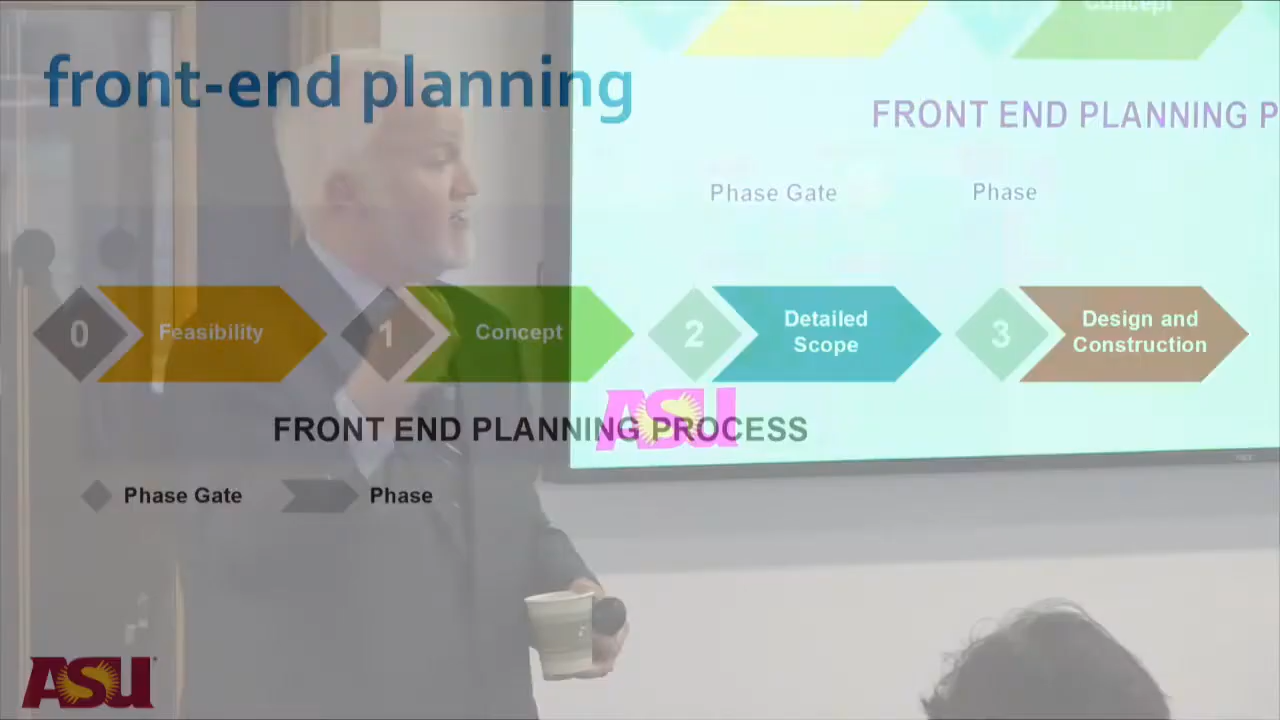 front-end planning
Concept
FRONT END PLANNING P
Phase Gate
Phase
0
Feasibility
1
Concept
2
Detailed
Scope
3
Design and
Construction
ASU
FRONT END PLANNING PROCESS
Phase Gate
Phase
ASU